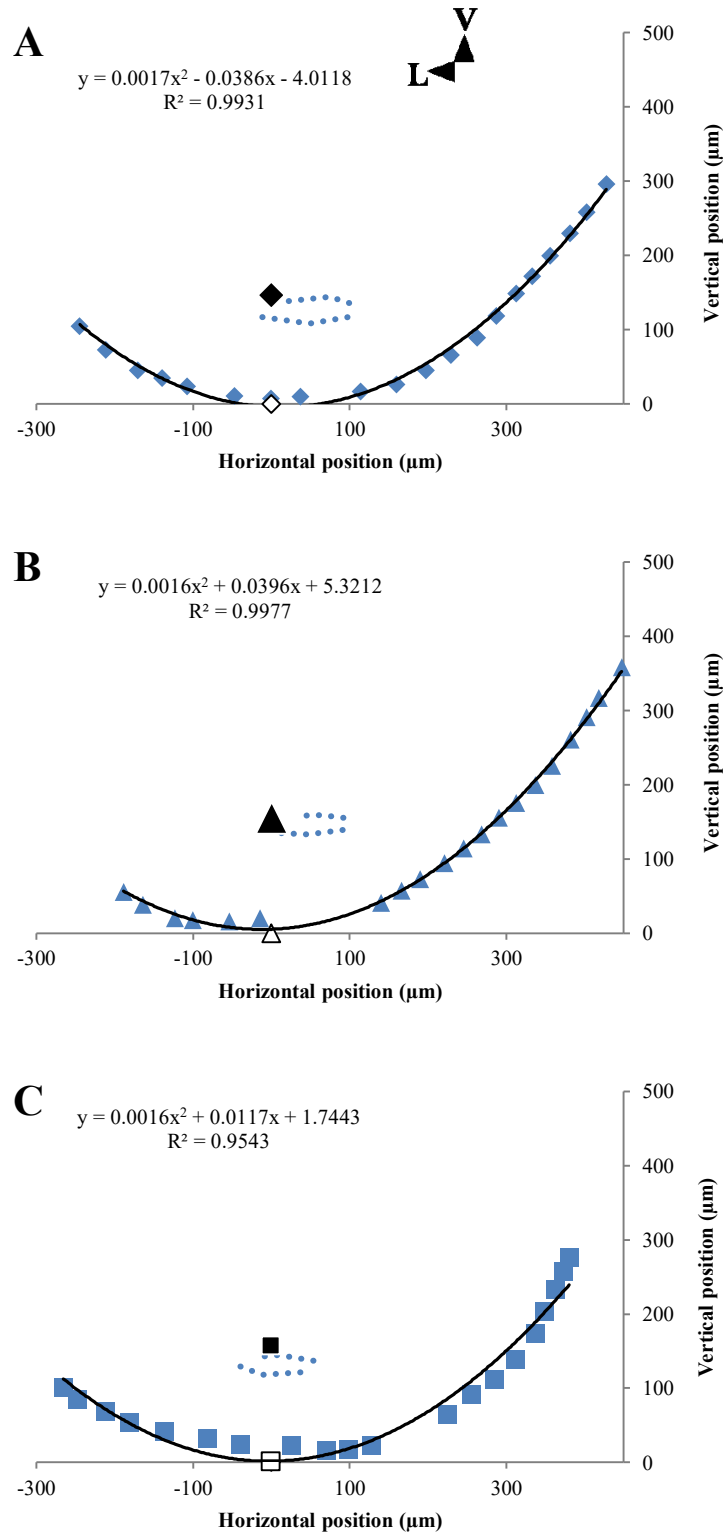 A
V
L
y = 0.0017x² - 0.0386x - 4.0118
R² = 0.9931
500
400
300
200
100
0
Vertical position (µm)
-300 -100 100 300
Horizontal position (µm)
B
y = 0.0016x² + 0.0396x + 5.3212
R² = 0.9977
500
400
300
200
100
0
Vertical position (µm)
-300 -100 100 300
Horizontal position (µm)
C
y = 0.0016x² + 0.0117x + 1.7443
R² = 0.9543
500
400
300
200
100
0
Vertical position (µm)
-300 -100 100 300
Horizontal position (µm)